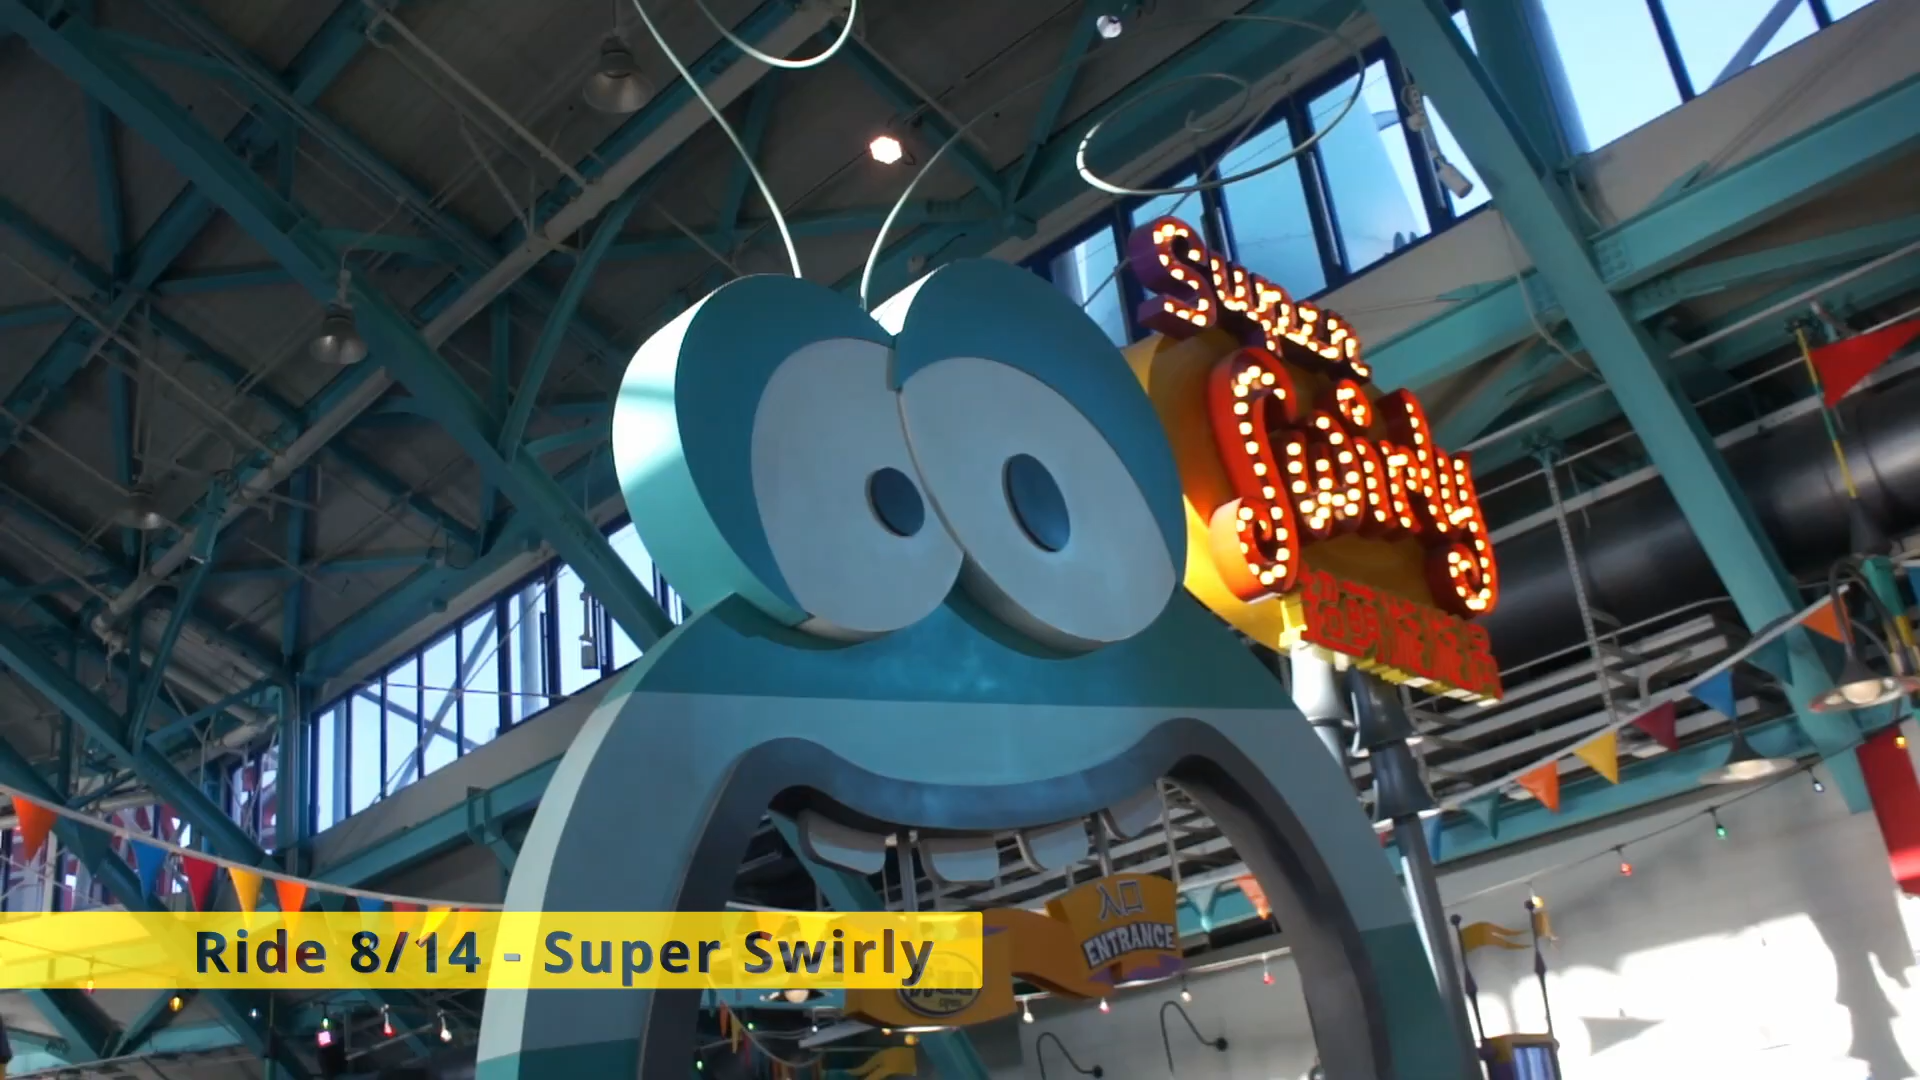 Super
Swirly
入口
ENTRANCE
Ride 8/14 - Super Swirly